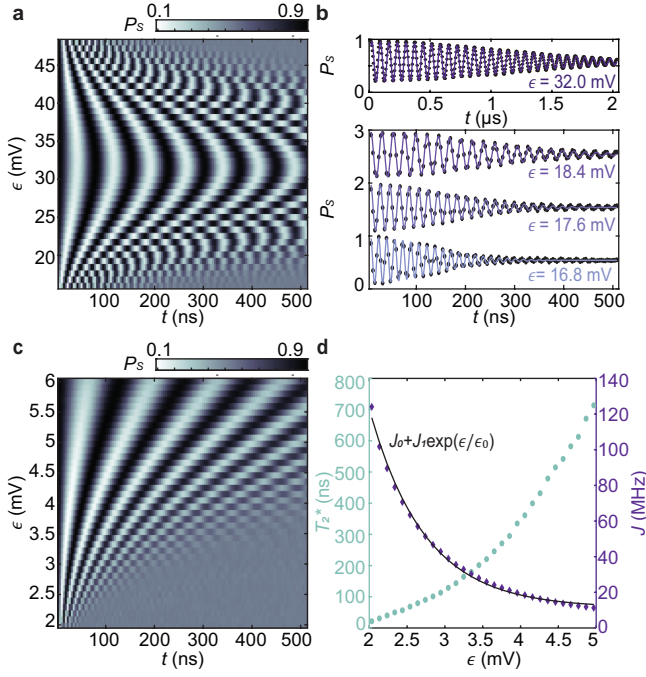 a
P_S 0.1 0.9
ϵ (mV)
45
40
35
30
25
20
100 200 300 400 500
t (ns)
b
P_S
1
0
ϵ = 32.0 mV
0 0.5 1 1.5 2
t (µs)
P_S
3
2
1
0
ϵ = 18.4 mV
ϵ = 17.6 mV
ϵ = 16.8 mV
100 200 300 400 500
t (ns)
c
P_S 0.1 0.9
ϵ (mV)
6
5.5
5
4.5
4
3.5
3
2.5
2
100 200 300 400 500
t (ns)
d
T_2^* (ns)
800
700
600
500
400
300
200
100
0
J_0+J_1exp(ϵ/ϵ_0)
140
120
100
80
60
40
20
0
J (MHz)
2 2.5 3 3.5 4 4.5 5
ϵ (mV)